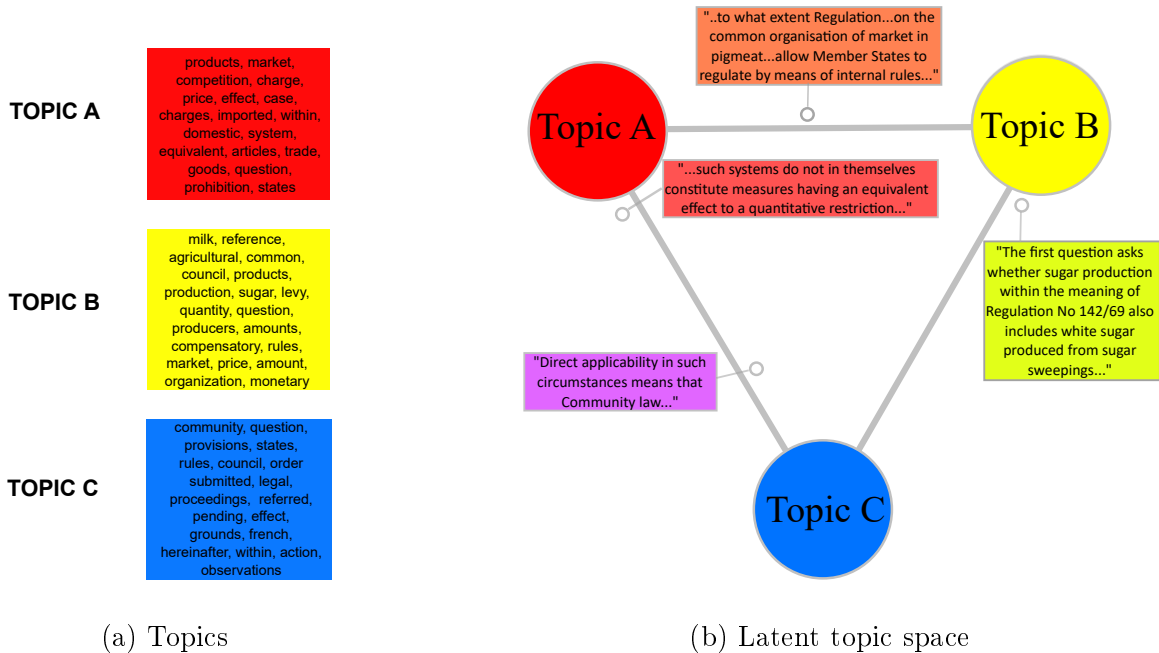 TOPIC A
products, market,
competition, charge,
price, effect, case,
charges, imported, within,
domestic, system,
equivalent, articles, trade,
goods, question,
prohibition, states
TOPIC B
milk, reference,
agricultural, common,
council, products,
production, sugar, levy,
quantity, question,
producers, amounts,
compensatory, rules,
market, price, amount,
organization, monetary
TOPIC C
community, question,
provisions, states,
rules, council, order
submitted, legal,
proceedings, referred,
pending, effect,
grounds, french,
hereinafter, within, action,
observations
(a) Topics
"..to what extent Regulation...on the
common organisation of market in
pigmeat...allow Member States to
regulate by means of internal rules..."
Topic A
Topic B
"...such systems do not in themselves
constitute measures having an equivalent
effect to a quantitative restriction..."
"The first question asks
whether sugar production
within the meaning of
Regulation No 142/69 also
includes white sugar
produced from sugar
sweepings..."
"Direct applicability in such
circumstances means that
Community law..."
Topic C
(b) Latent topic space